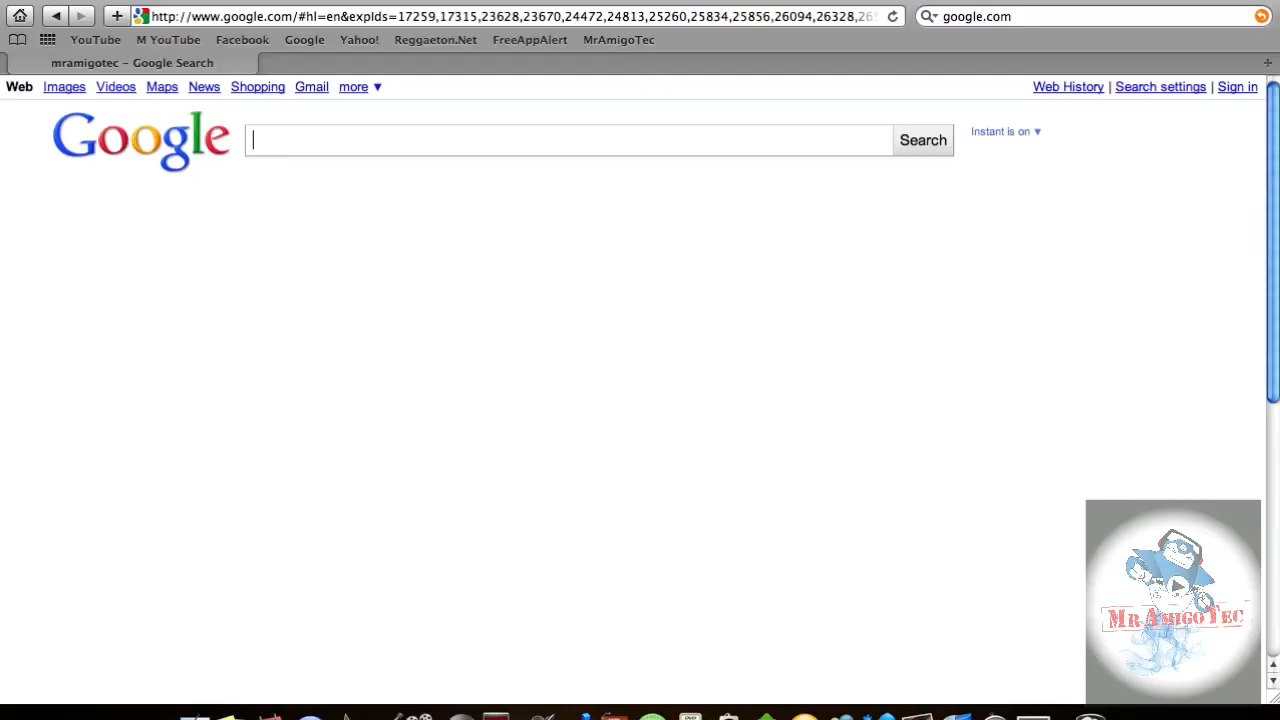 http://www.google.com/#hl=en&expIds=17259,17315,23628,23670,24472,24813,25260,25834,25856,26094,26328,26
google.com
YouTube M YouTube Facebook Google Yahoo! Reggaeton.Net FreeAppAlert MrAmigoTec
mramigotec – Google Search
Web Images Videos Maps News Shopping Gmail more ▼
Web History | Search settings | Sign in
Google
Search
Instant is on ▼
MR AMIGOTEC